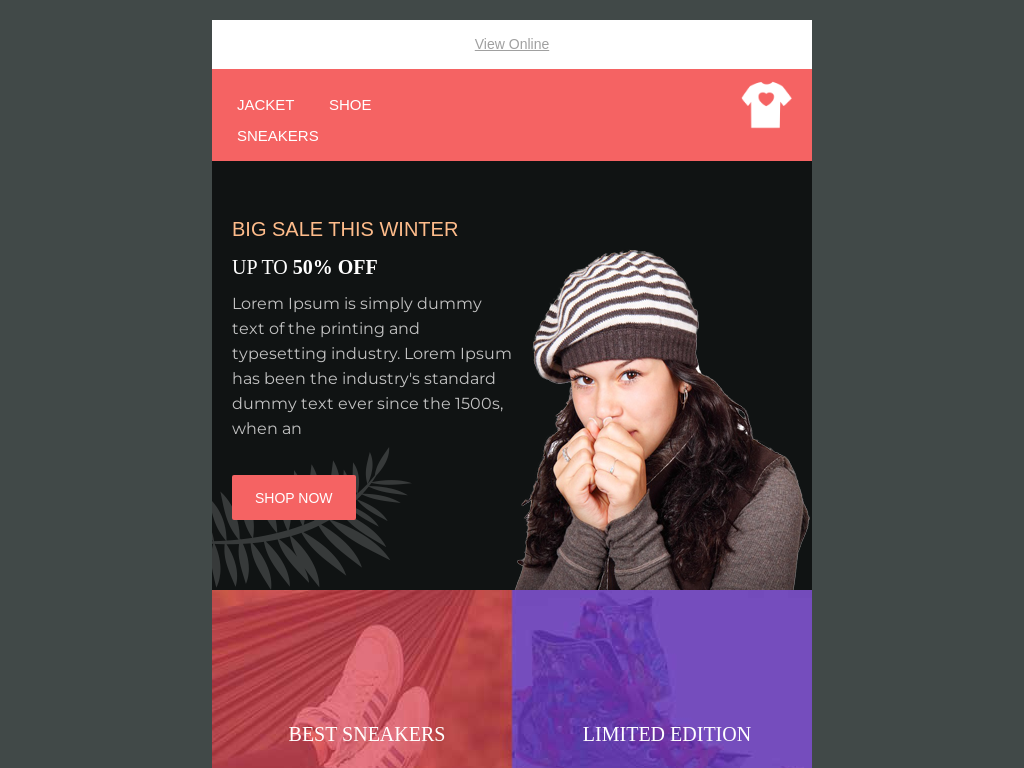 View Online
JACKET SHOE
SNEAKERS
BIG SALE THIS WINTER
UP TO 50% OFF
Lorem Ipsum is simply dummy
text of the printing and
typesetting industry. Lorem Ipsum
has been the industry's standard
dummy text ever since the 1500s,
when an
SHOP NOW
BEST SNEAKERS
LIMITED EDITION